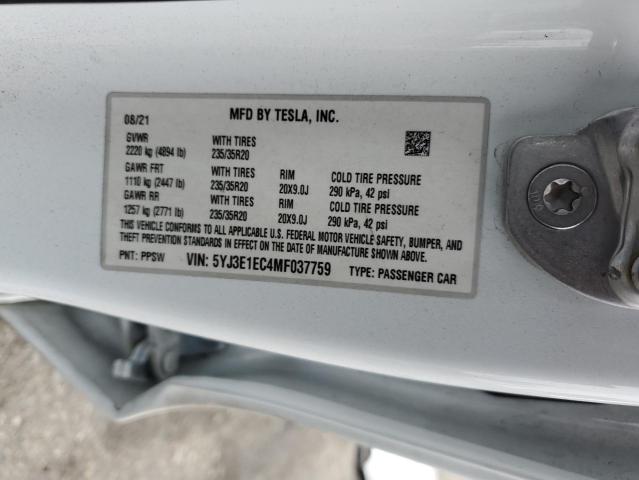 08/21 MFD BY TESLA, INC.
GVWR WITH TIRES
2220 kg (4894 lb) 235/35R20
GAWR FRT WITH TIRES RIM COLD TIRE PRESSURE
1110 kg (2447 lb) 235/35R20 20X9.0J 290 kPa, 42 psi
GAWR RR WITH TIRES RIM COLD TIRE PRESSURE
1257 kg (2771 lb) 235/35R20 20X9.0J 290 kPa, 42 psi
THIS VEHICLE CONFORMS TO ALL APPLICABLE U.S. FEDERAL MOTOR VEHICLE SAFETY, BUMPER, AND
THEFT PREVENTION STANDARDS IN EFFECT ON THE DATE OF MANUFACTURE SHOWN ABOVE.
PNT: PPSW VIN: 5YJ3E1EC4MF037759 TYPE: PASSENGER CAR